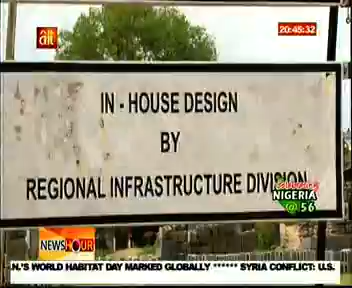 ait
20:45:32
IN - HOUSE DESIGN
BY
REGIONAL INFRASTRUCTURE DIVISION
NIGERIA
@ 56
NEWS HOUR
N.'S WORLD HABITAT DAY MARKED GLOBALLY ****** SYRIA CONFLICT: U.S.